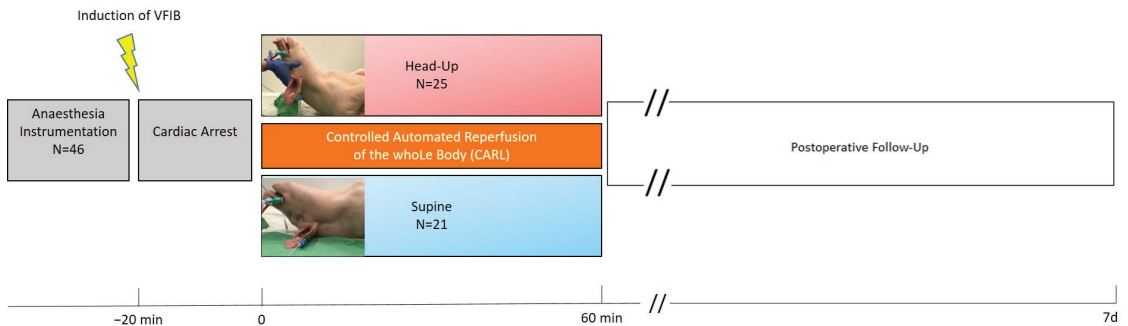 Induction of VFIB
Anaesthesia
Instrumentation
N=46
Cardiac Arrest
Head-Up
N=25
Controlled Automated Reperfusion
of the whoLe Body (CARL)
Supine
N=21
Postoperative Follow-Up
−20 min
0
60 min
7d